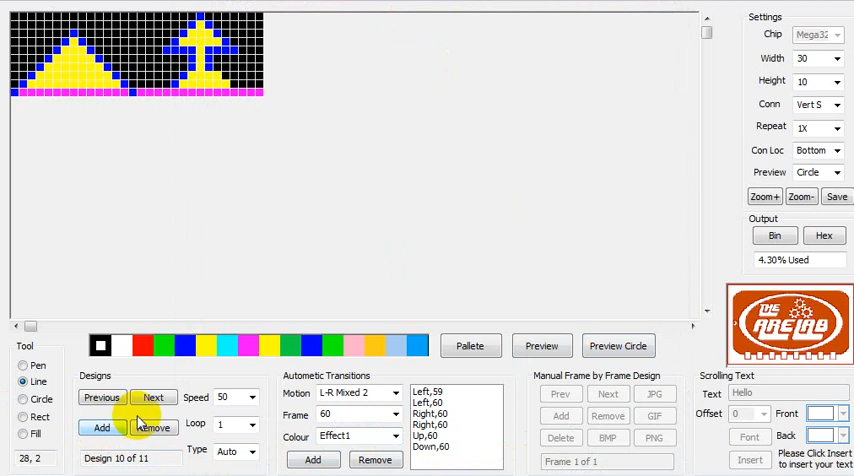 Settings
Chip Mega32
Width 30
Height 10
Conn Vert S
Repeat 1X
Con Loc Bottom
Preview Circle
Zoom+ Zoom- Save
Output
Bin Hex
4.30% Used
THE
ARE LAB
Pallete Preview Preview Circle
Tool
Pen
Line
Circle
Rect
Fill
28, 2
Designs
Previous Next Speed 50
Add Remove Loop 1
Type Auto
Design 10 of 11
Autometic Transitions
Motion L-R Mixed 2
Frame 60
Colour Effect1
Add Remove
Left,59
Left,60
Right,60
Right,60
Up,60
Down,60
Manual Frame by Frame Design
Prev Next JPG
Add Remove GIF
Delete BMP PNG
Frame 1 of 1
Scrolling Text
Text Hello
Offset 0 Front
Font Back
Insert Please Click Insert
to insert your text